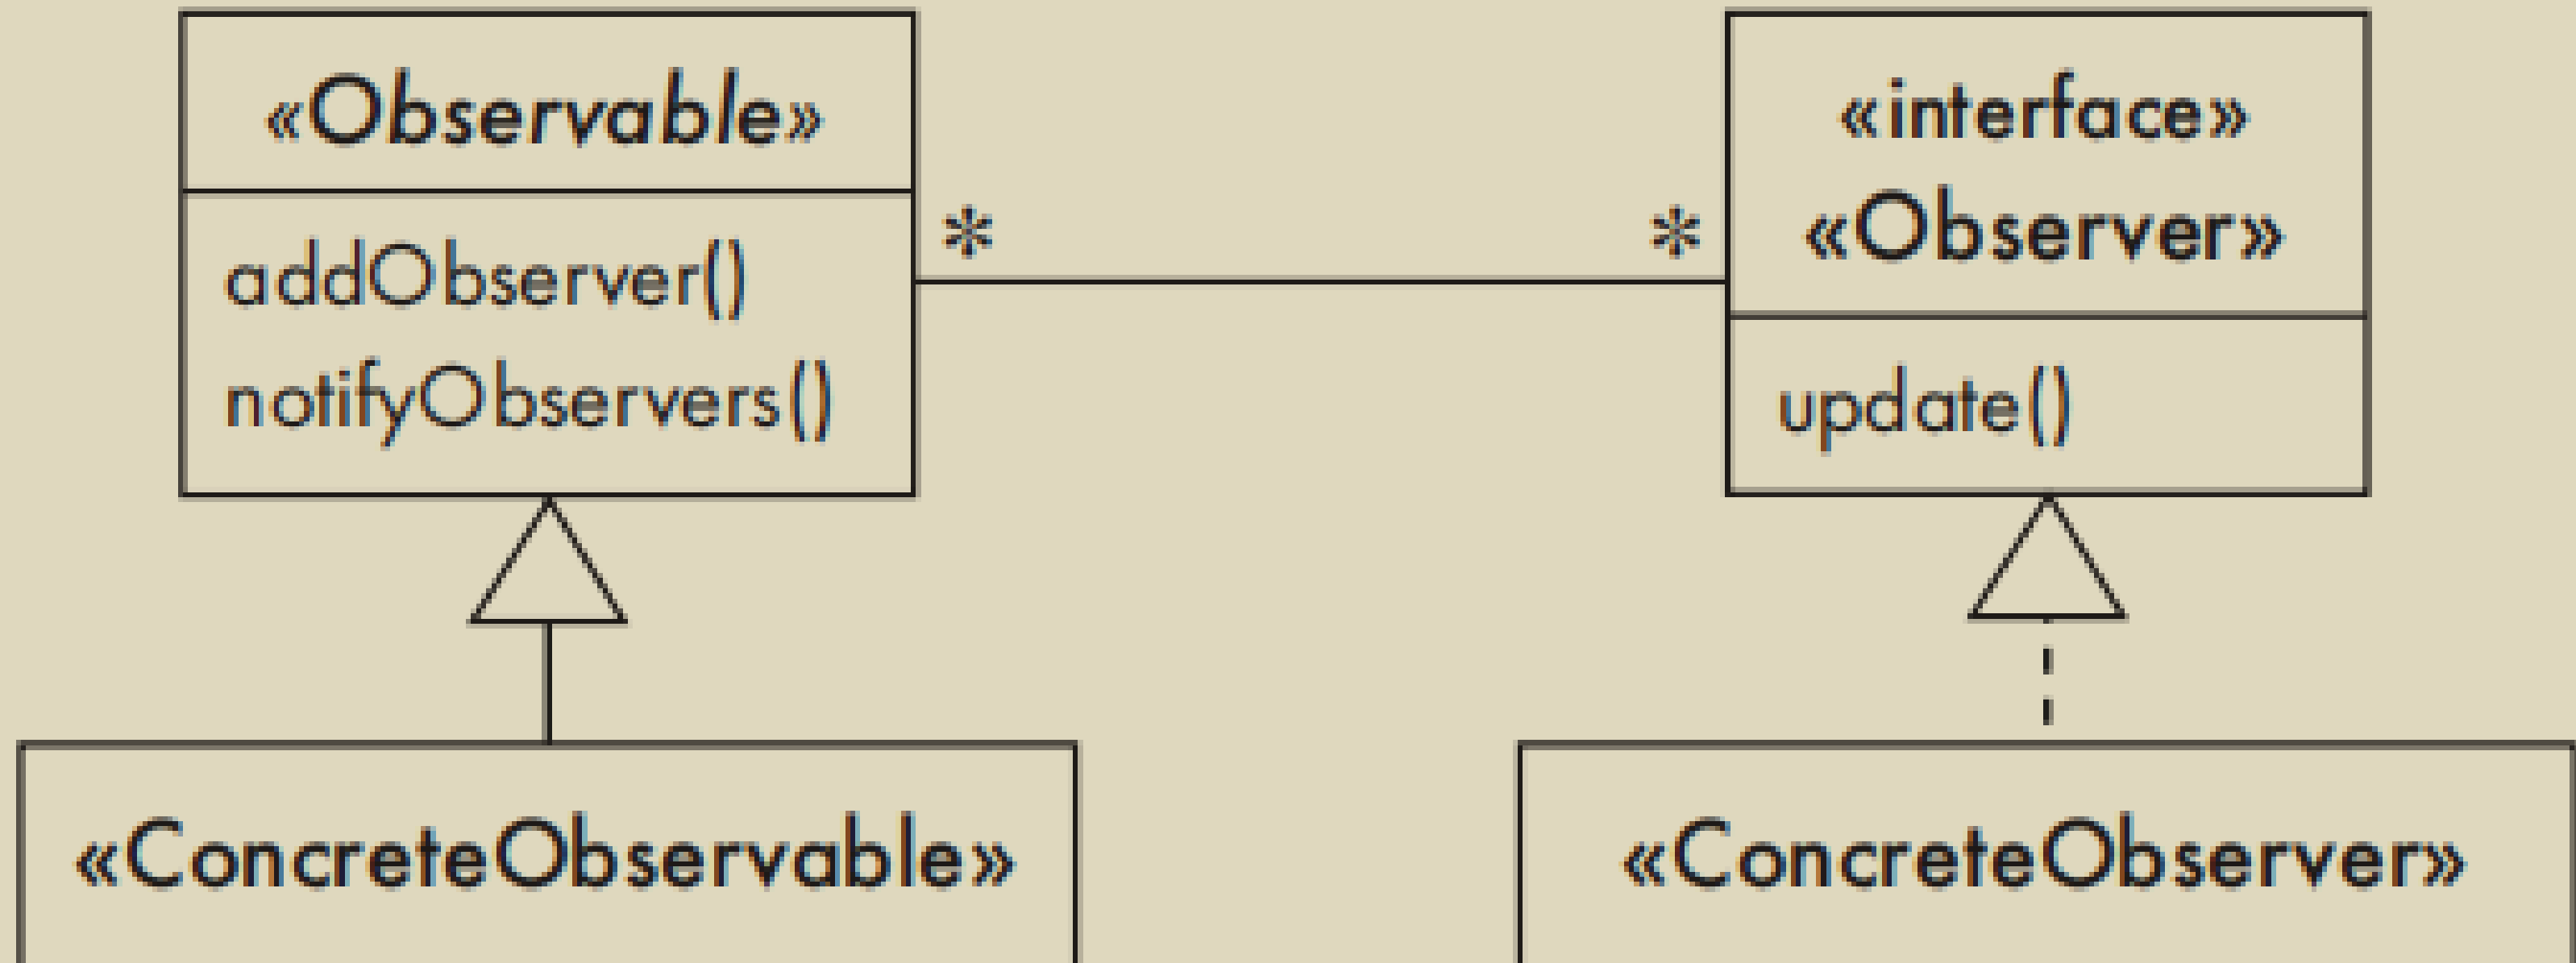 «Observable»
addObserver()
notifyObservers()
*
*
«interface»
«Observer»
update()
«ConcreteObservable»
«ConcreteObserver»